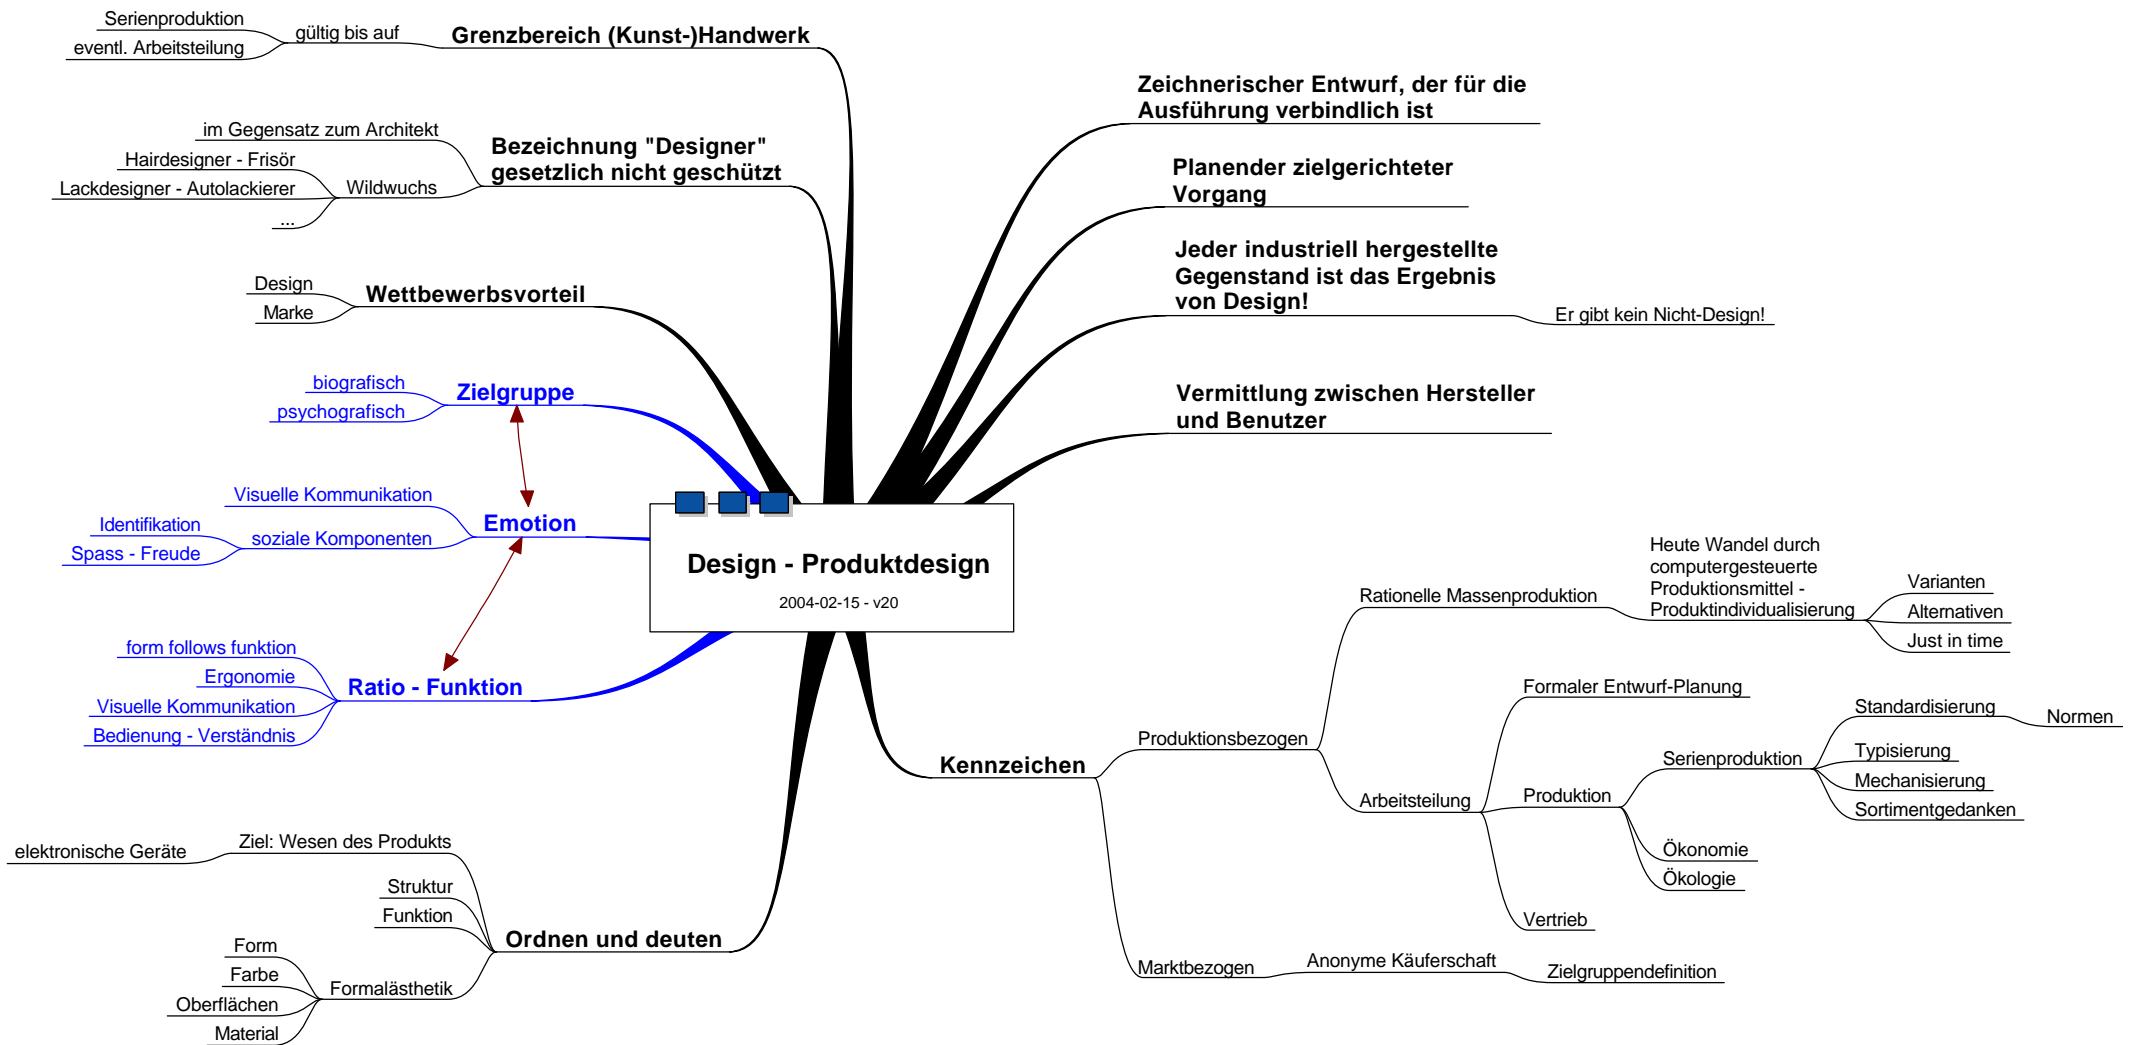 Design - Produktdesign
2004-02-15 - v20
Zeichnerischer Entwurf, der für die
Ausführung verbindlich ist
Planender zielgerichteter
Vorgang
Jeder industriell hergestellte
Gegenstand ist das Ergebnis
von Design!
Er gibt kein Nicht-Design!
Vermittlung zwischen Hersteller
und Benutzer
Kennzeichen
Produktionsbezogen
Rationelle Massenproduktion
Heute Wandel durch
computergesteuerte
Produktionsmittel -
Produktindividualisierung
Varianten
Alternativen
Just in time
Arbeitsteilung
Formaler Entwurf-Planung
Produktion
Serienproduktion
Standardisierung
Normen
Typisierung
Mechanisierung
Sortimentgedanken
Ökonomie
Ökologie
Vertrieb
Marktbezogen
Anonyme Käuferschaft
Zielgruppendefinition
Grenzbereich (Kunst-)Handwerk
gültig bis auf
Serienproduktion
eventl. Arbeitsteilung
Bezeichnung "Designer"
gesetzlich nicht geschützt
im Gegensatz zum Architekt
Wildwuchs
Hairdesigner - Frisör
Lackdesigner - Autolackierer
...
Wettbewerbsvorteil
Design
Marke
Zielgruppe
biografisch
psychografisch
Emotion
Visuelle Kommunikation
soziale Komponenten
Identifikation
Spass - Freude
Ratio - Funktion
form follows funktion
Ergonomie
Visuelle Kommunikation
Bedienung - Verständnis
Ordnen und deuten
Ziel: Wesen des Produkts
elektronische Geräte
Struktur
Funktion
Formalästhetik
Form
Farbe
Oberflächen
Material